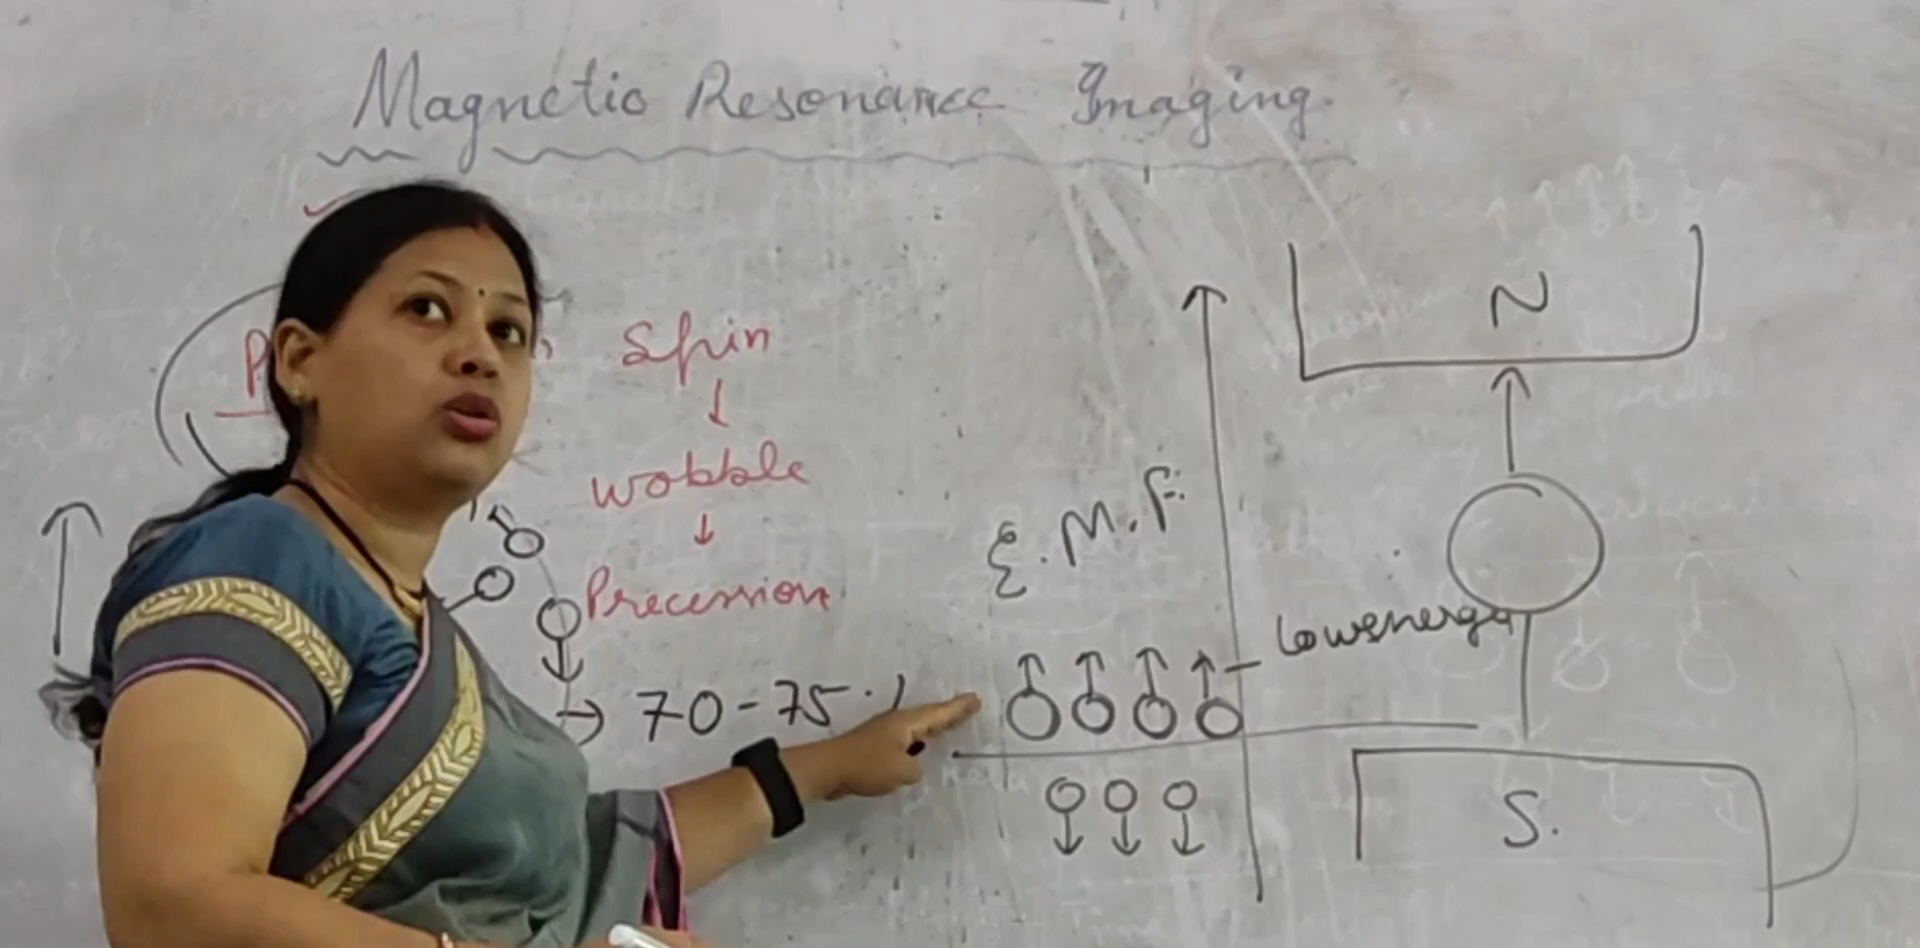 Magnetic Resonance Imaging.
Spin
wobble
Precession
70-75%
E.M.F.
low energy
N
S.